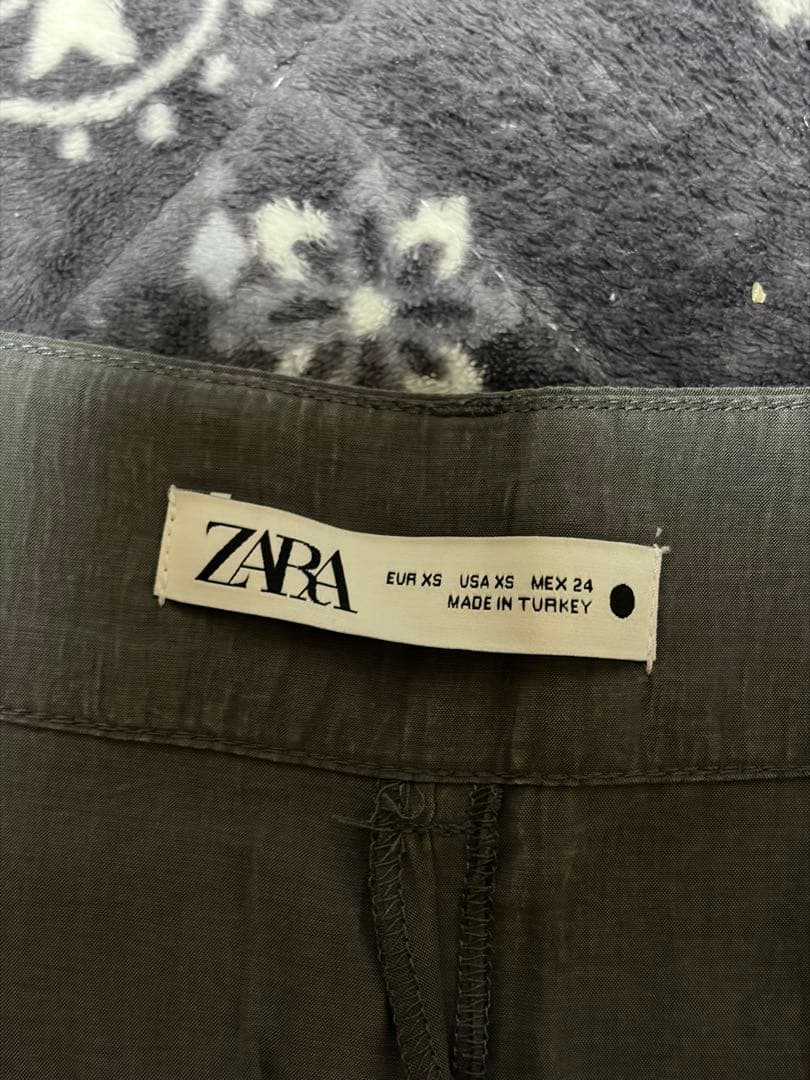 ZARA
EUR XS USA XS MEX 24
MADE IN TURKEY